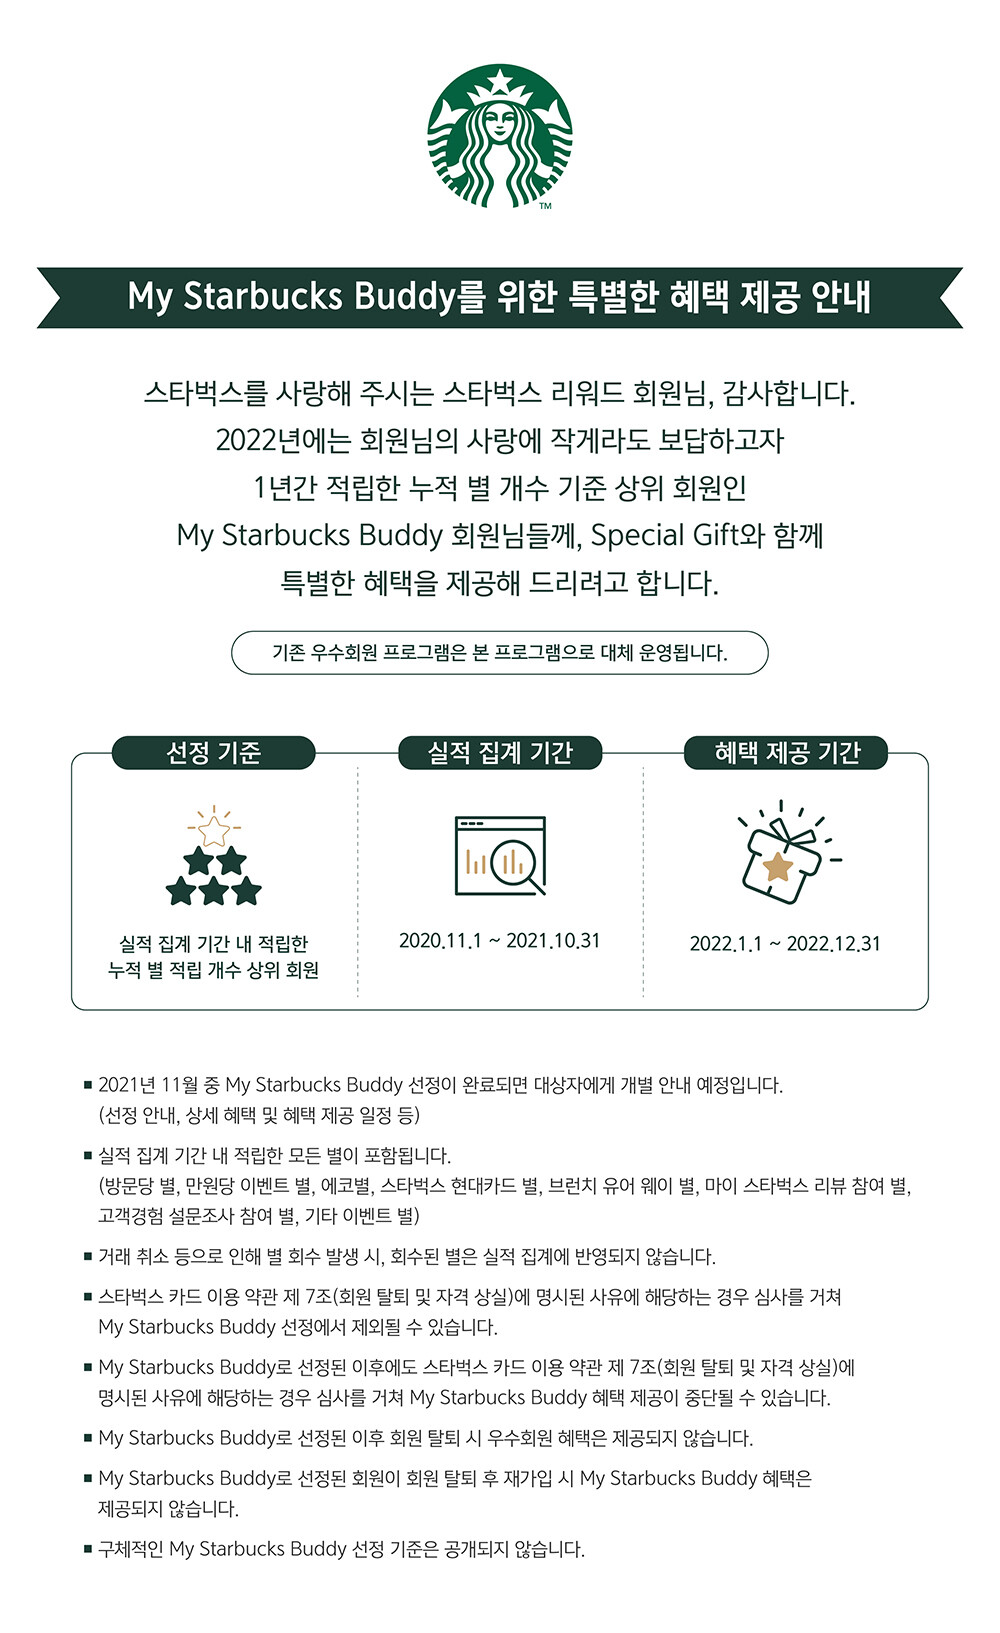 TM
My Starbucks Buddy를 위한 특별한 혜택 제공 안내
스타벅스를 사랑해 주시는 스타벅스 리워드 회원님, 감사합니다.
2022년에는 회원님의 사랑에 작게라도 보답하고자
1년간 적립한 누적 별 개수 기준 상위 회원인
My Starbucks Buddy 회원님들께, Special Gift와 함께
특별한 혜택을 제공해 드리려고 합니다.
기존 우수회원 프로그램은 본 프로그램으로 대체 운영됩니다.
선정 기준
실적 집계 기간 내 적립한
누적 별 적립 개수 상위 회원
실적 집계 기간
2020.11.1 ~ 2021.10.31
혜택 제공 기간
2022.1.1 ~ 2022.12.31
■ 2021년 11월 중 My Starbucks Buddy 선정이 완료되면 대상자에게 개별 안내 예정입니다.
(선정 안내, 상세 혜택 및 혜택 제공 일정 등)
■ 실적 집계 기간 내 적립한 모든 별이 포함됩니다.
(방문당 별, 만원당 이벤트 별, 에코별, 스타벅스 현대카드 별, 브런치 유어 웨이 별, 마이 스타벅스 리뷰 참여 별,
고객경험 설문조사 참여 별, 기타 이벤트 별)
■ 거래 취소 등으로 인해 별 회수 발생 시, 회수된 별은 실적 집계에 반영되지 않습니다.
■ 스타벅스 카드 이용 약관 제 7조(회원 탈퇴 및 자격 상실)에 명시된 사유에 해당하는 경우 심사를 거쳐
My Starbucks Buddy 선정에서 제외될 수 있습니다.
■ My Starbucks Buddy로 선정된 이후에도 스타벅스 카드 이용 약관 제 7조(회원 탈퇴 및 자격 상실)에
명시된 사유에 해당하는 경우 심사를 거쳐 My Starbucks Buddy 혜택 제공이 중단될 수 있습니다.
■ My Starbucks Buddy로 선정된 이후 회원 탈퇴 시 우수회원 혜택은 제공되지 않습니다.
■ My Starbucks Buddy로 선정된 회원이 회원 탈퇴 후 재가입 시 My Starbucks Buddy 혜택은
제공되지 않습니다.
■ 구체적인 My Starbucks Buddy 선정 기준은 공개되지 않습니다.